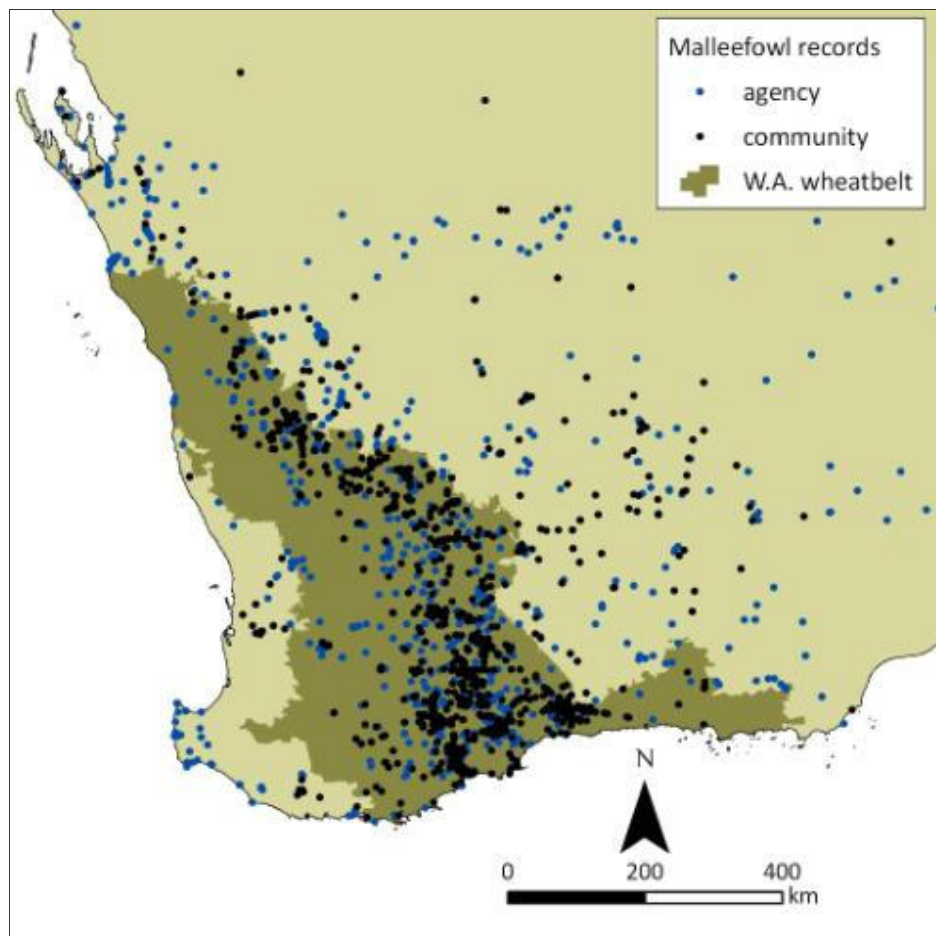 Malleefowl records
agency
community
W.A. wheatbelt
N
0 200 400
km